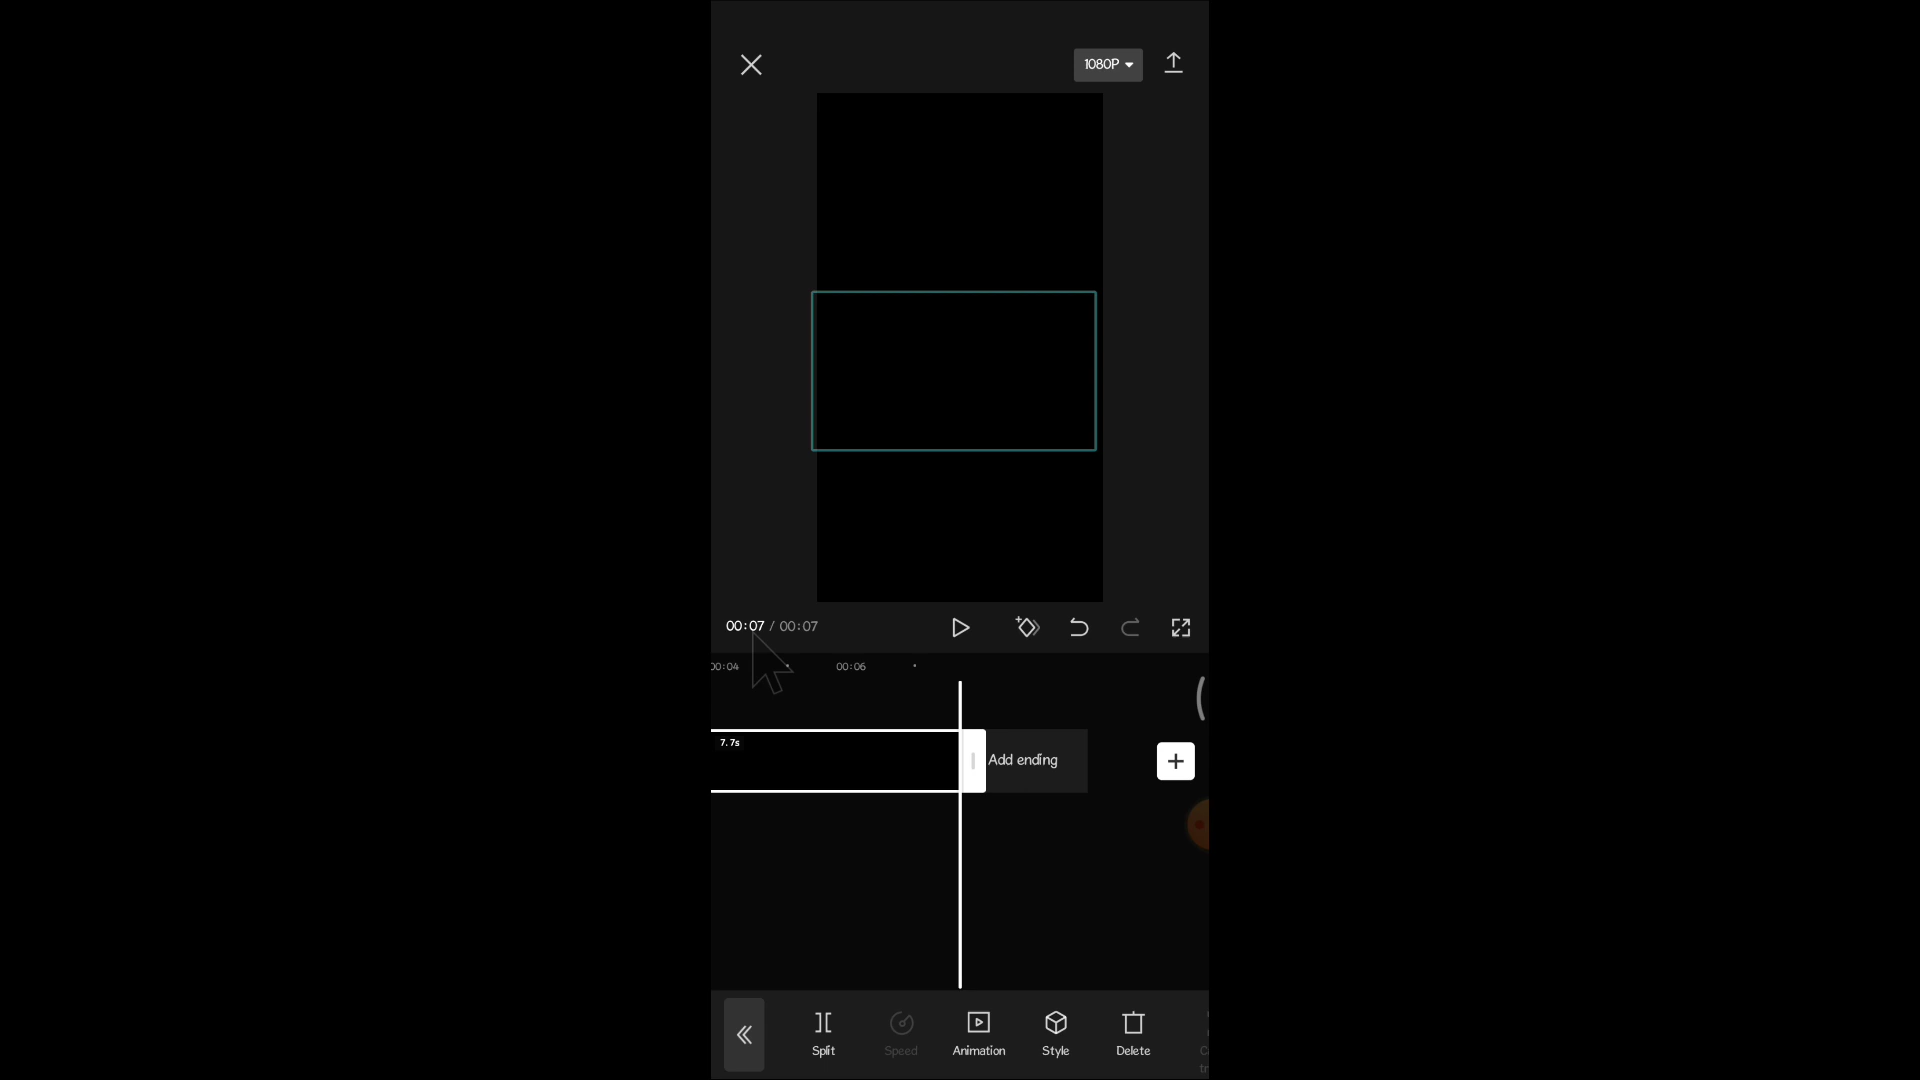 1080P
00:07 / 00:07
00:04
00:06
7.7s
Add ending
Split
Speed
Animation
Style
Delete